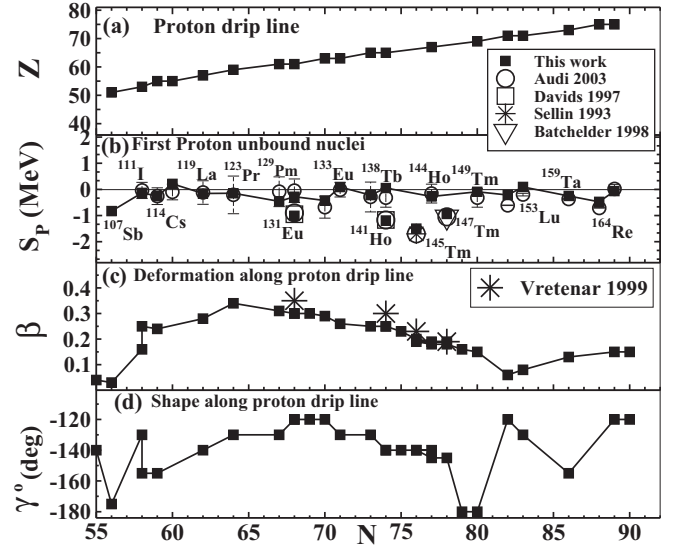 (a) Proton drip line
Z
80
70
60
50
40
This work
Audi 2003
Davids 1997
Sellin 1993
Batchelder 1998
(b) First Proton unbound nuclei
S_P (MeV)
2
1
0
-1
-2
111I
119La
123Pr
129Pm
133Eu
138Tb
144Ho
149Tm
159Ta
107Sb
114Cs
131Eu
141Ho
145Tm
147Tm
153Lu
164Re
(c) Deformation along proton drip line
Vretenar 1999
β
0.4
0.3
0.2
0.1
(d) Shape along proton drip line
γ° (deg)
-120
-140
-160
-180
55 60 65 70 75 80 85 90
N